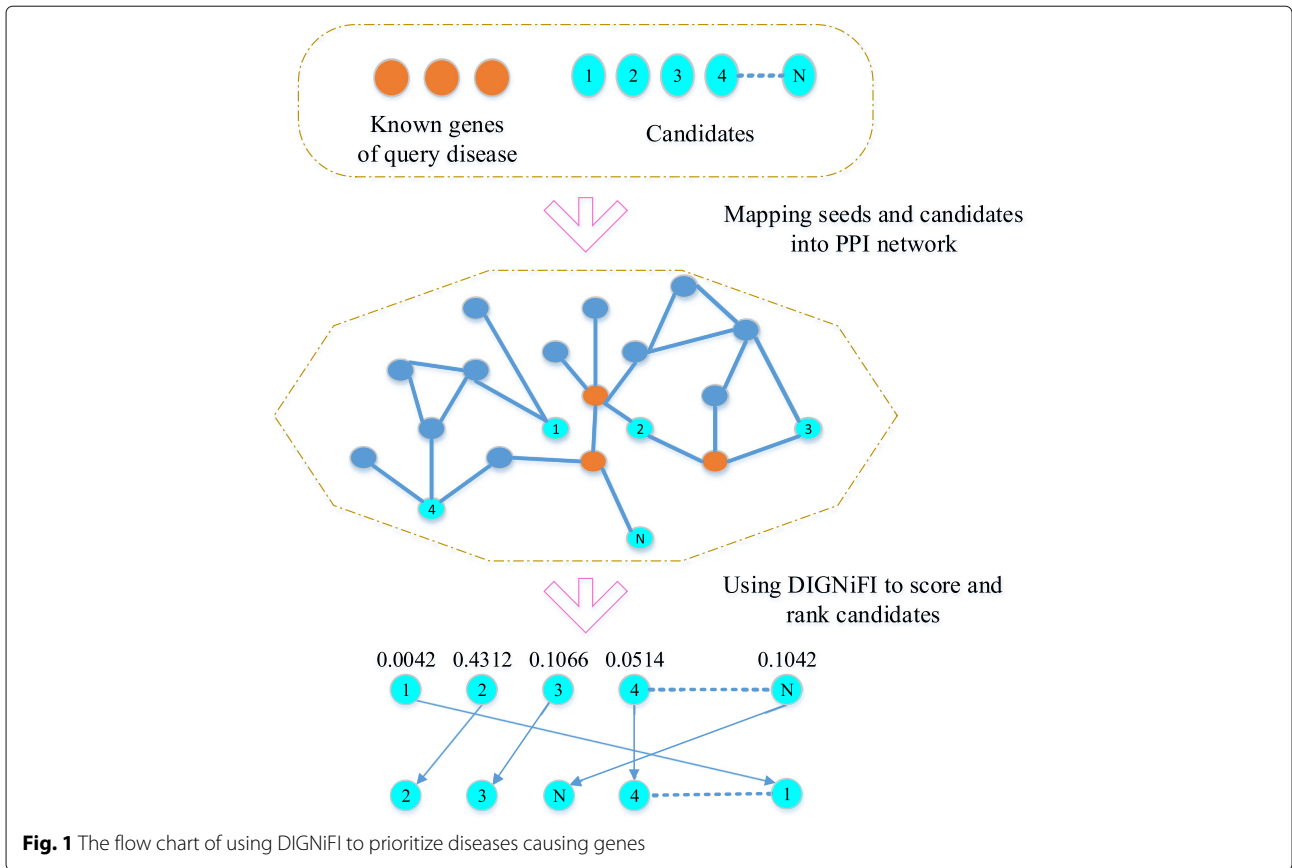 1 2 3 4 N
Known genes
of query disease
Candidates
Mapping seeds and candidates
into PPI network
1
2
3
4
N
Using DIGNiFI to score and
rank candidates
0.0042 0.4312 0.1066 0.0514 0.1042
1 2 3 4 N
2 3 N 4 1
Fig. 1 The flow chart of using DIGNiFI to prioritize diseases causing genes